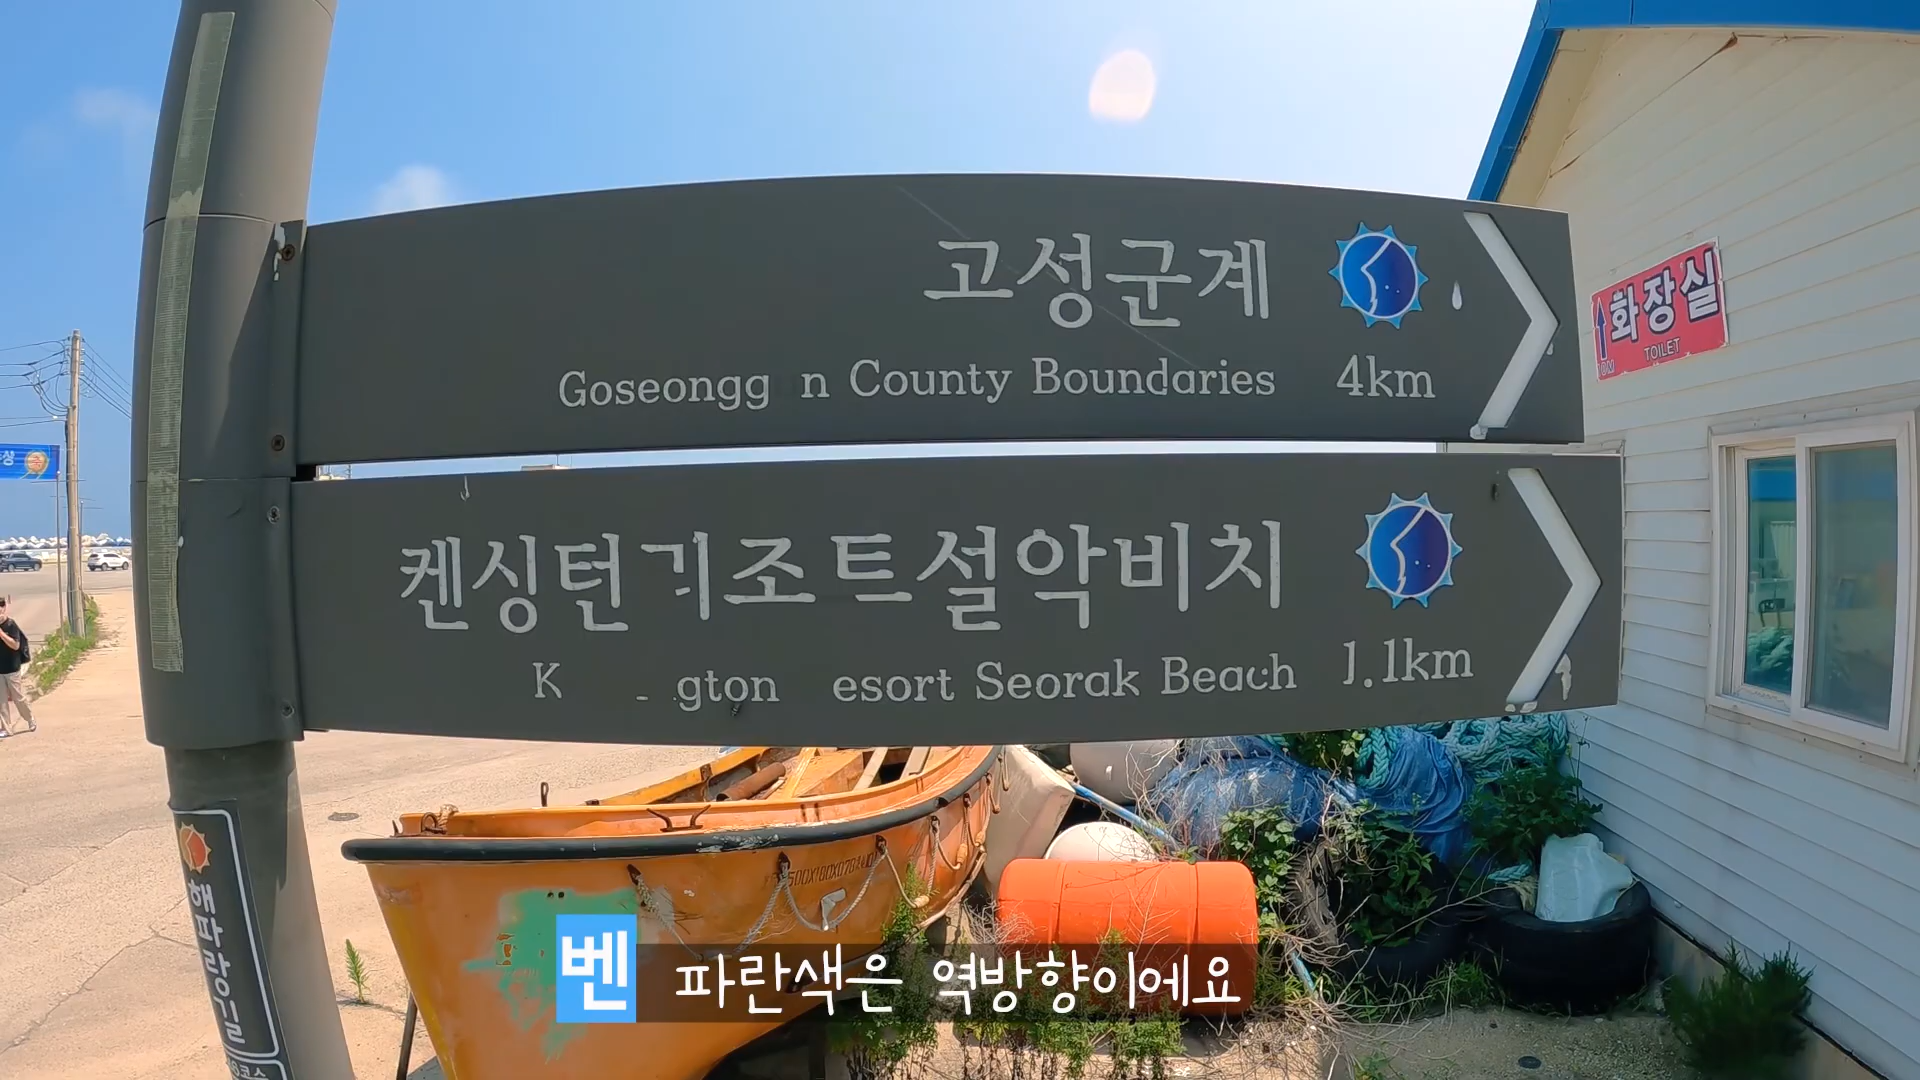 고성군계
Goseongg n County Boundaries 4km
켄싱턴리조트설악비치
K gton esort Seorak Beach 1.1km
화장실
TOILET
해파랑길
벤 파란색은 역방향이에요